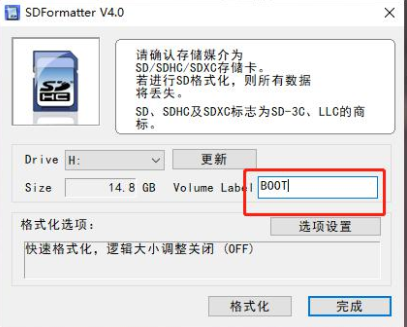 SDFormatter V4.0
SD
HC
请确认存储媒介为
SD/SDHC/SDXC存储卡。
若进行SD格式化，则所有数据
将丢失。
SD、SDHC及SDXC标志为SD-3C、LLC的商
标。
Drive H: 更新
Size 14.8 GB Volume Label BOOT
格式化选项： 选项设置
快速格式化，逻辑大小调整关闭 (OFF)
格式化 完成